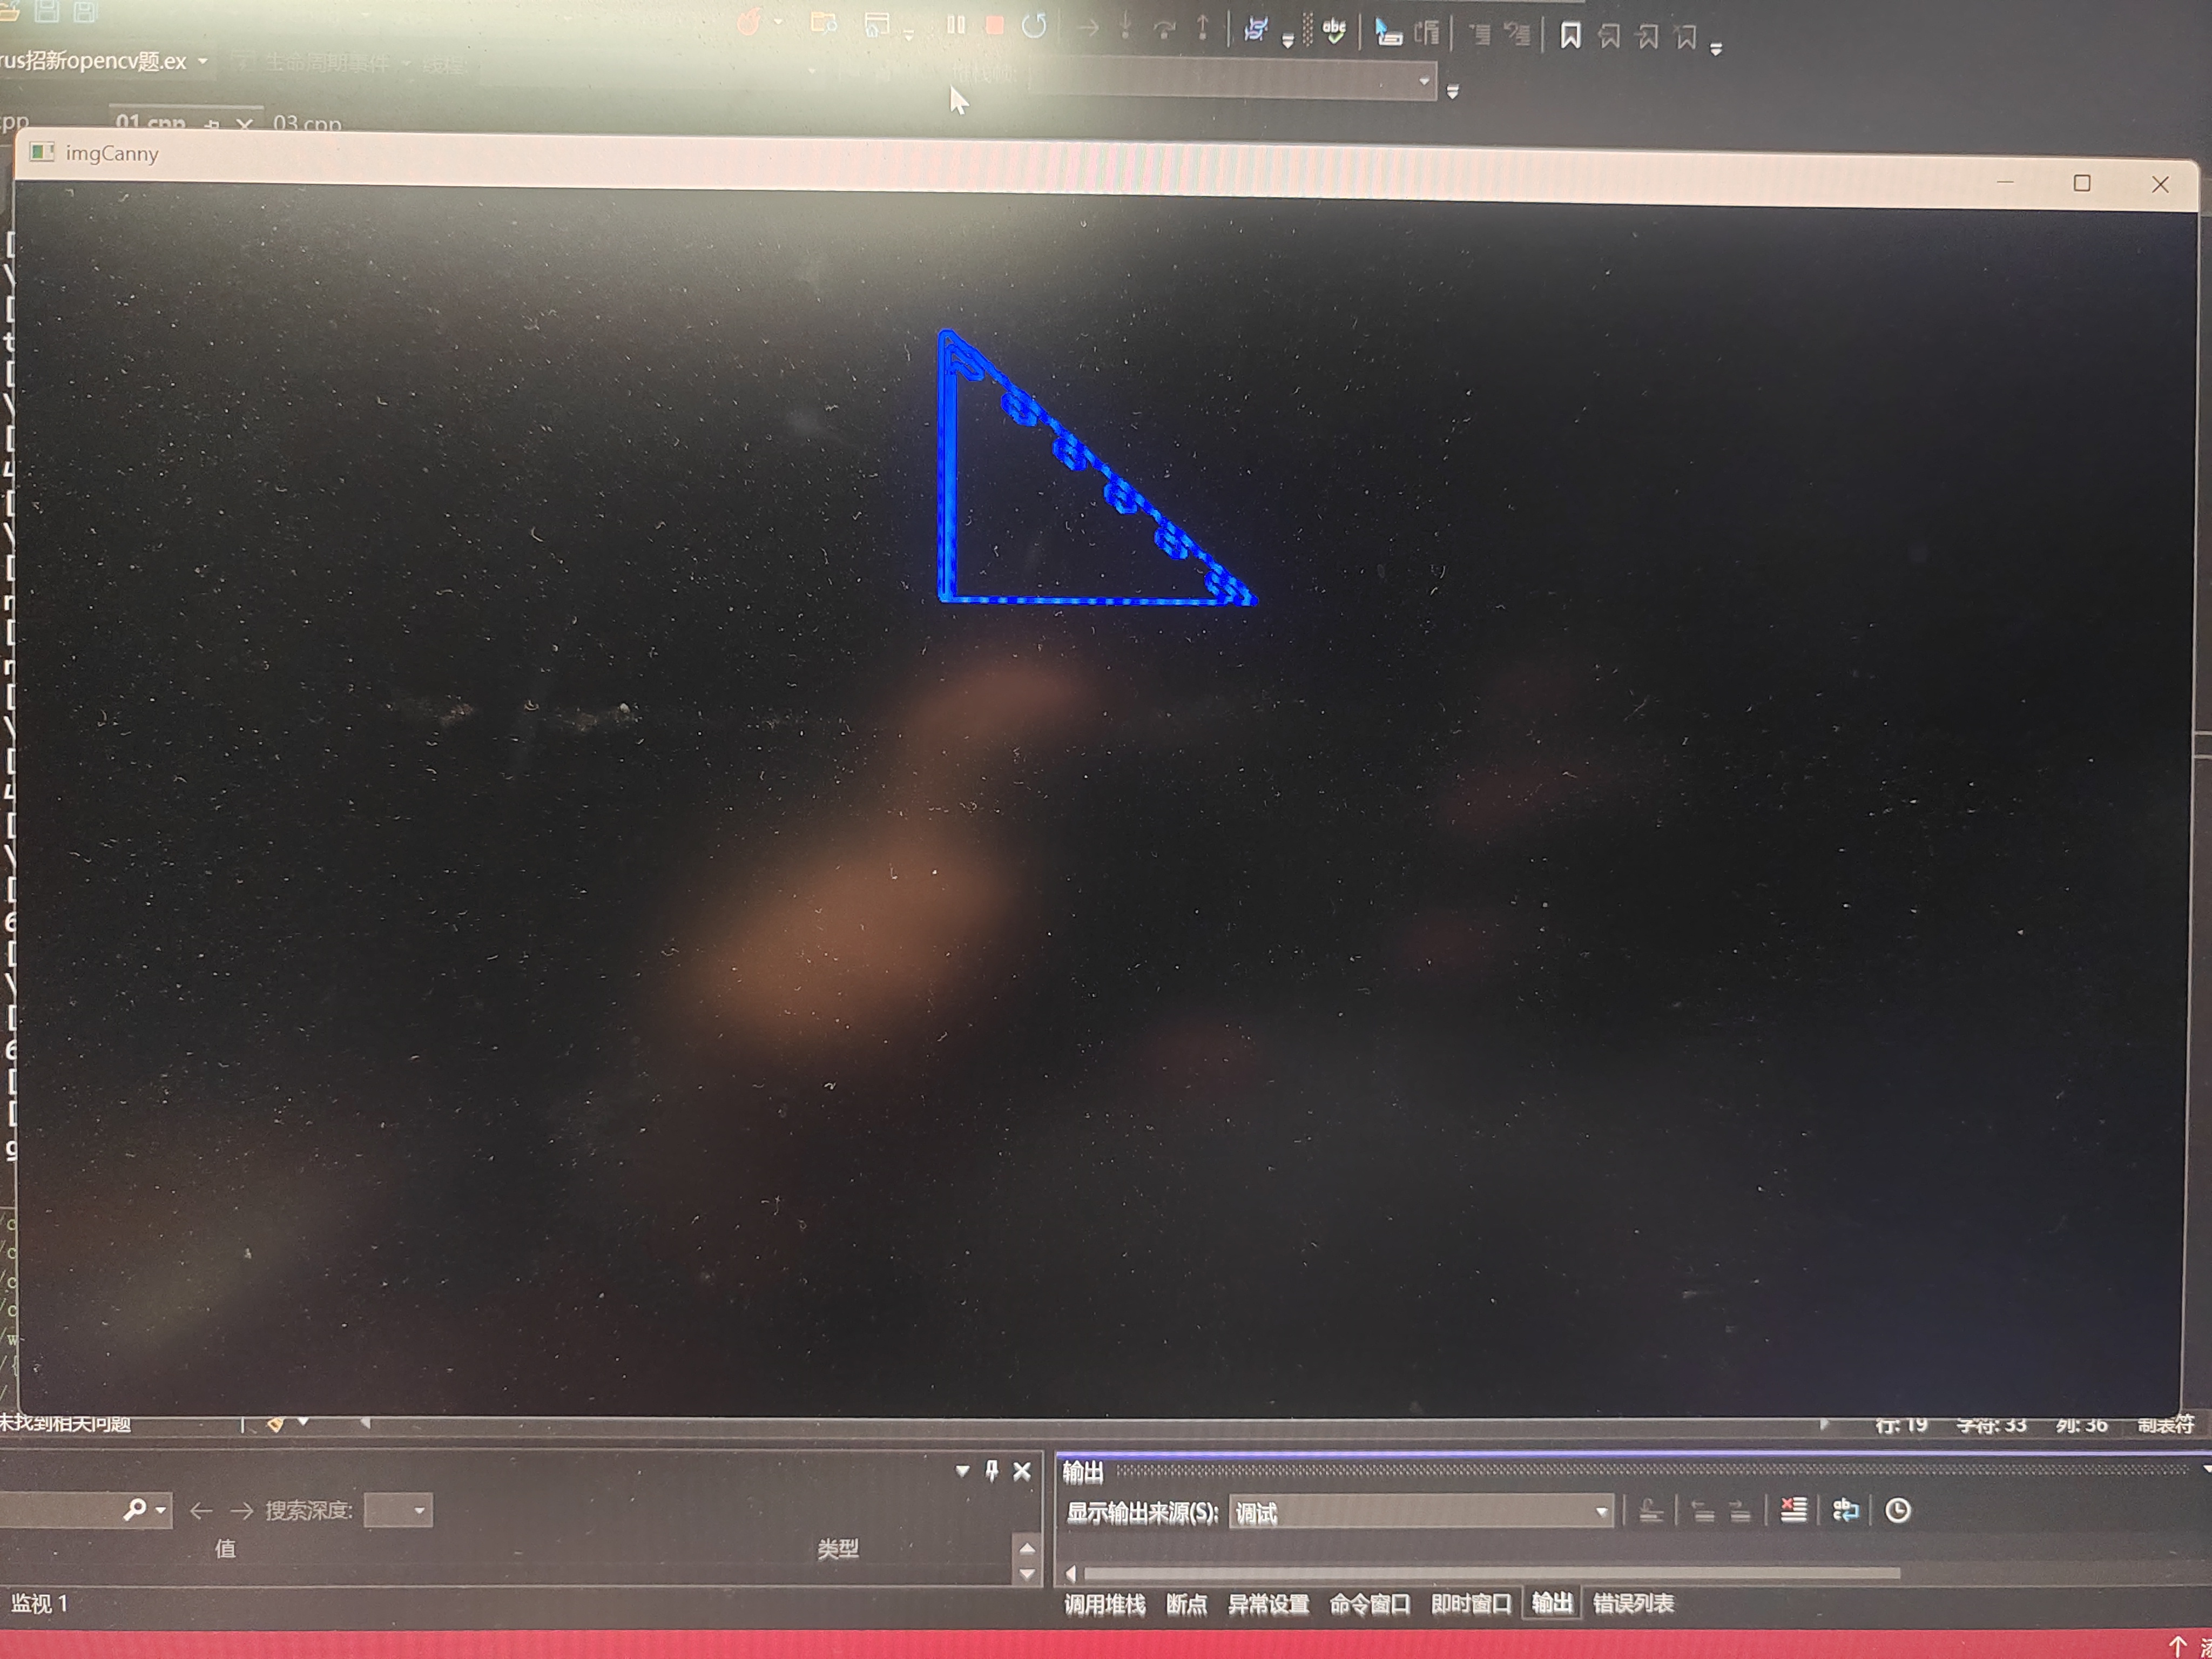 rus招新opencv题.ex
生命周期事件
线程:
cpp
01.cpp
03.cpp
imgCanny
未找到相关问题
行: 19 字符: 33 列: 36 制表符
输出
搜索深度:
显示输出来源(S): 调试
值 类型
监视 1
调用堆栈 断点 异常设置 命令窗口 即时窗口 输出 错误列表